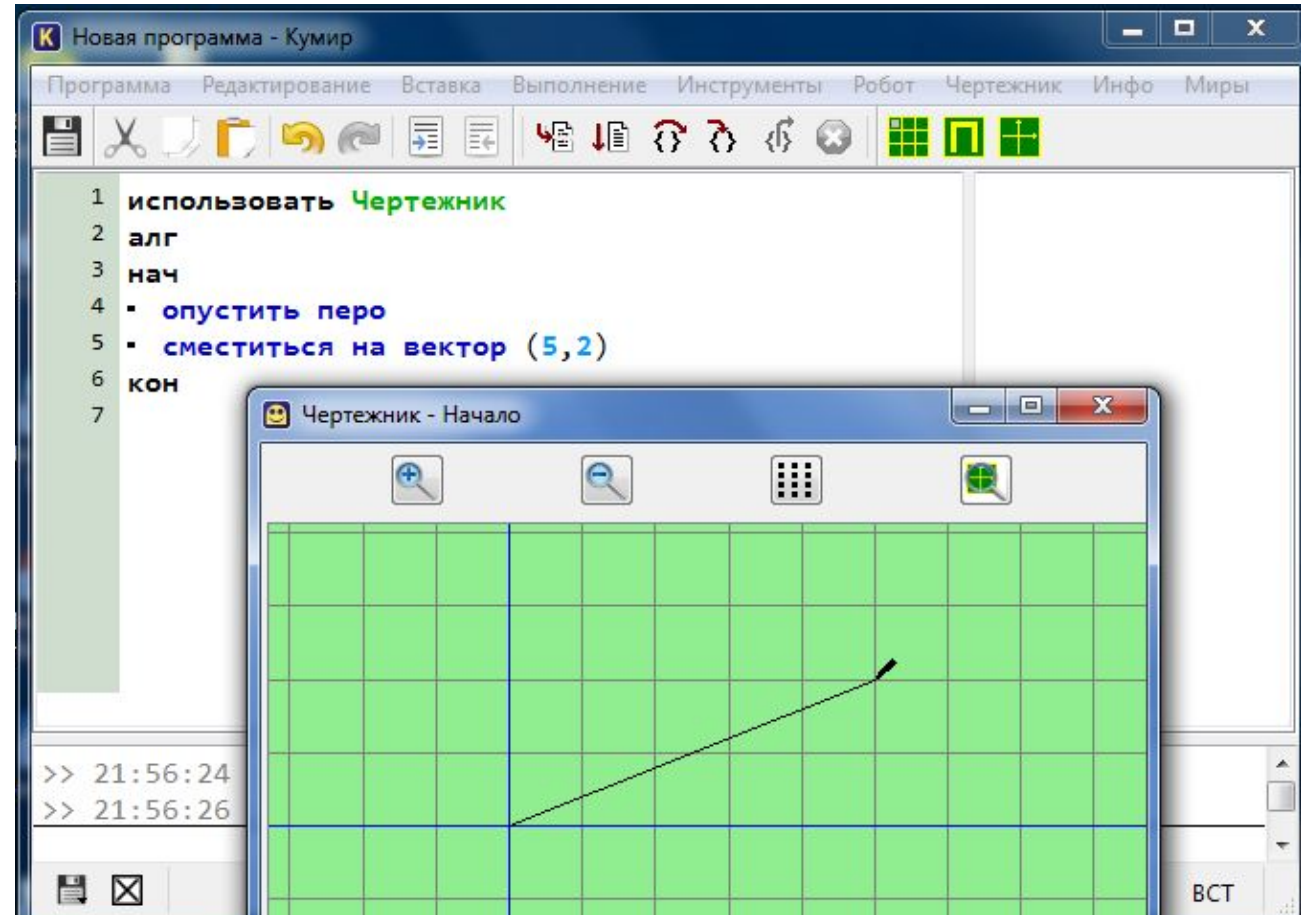 Новая программа - Кумир
Программа Редактирование Вставка Выполнение Инструменты Робот Чертежник Инфо Миры
1 использовать Чертежник
2 алг
3 нач
4 ▪ опустить перо
5 ▪ сместиться на вектор (5,2)
6 кон
7
Чертежник - Начало
>> 21:56:24
>> 21:56:26
ВСТ